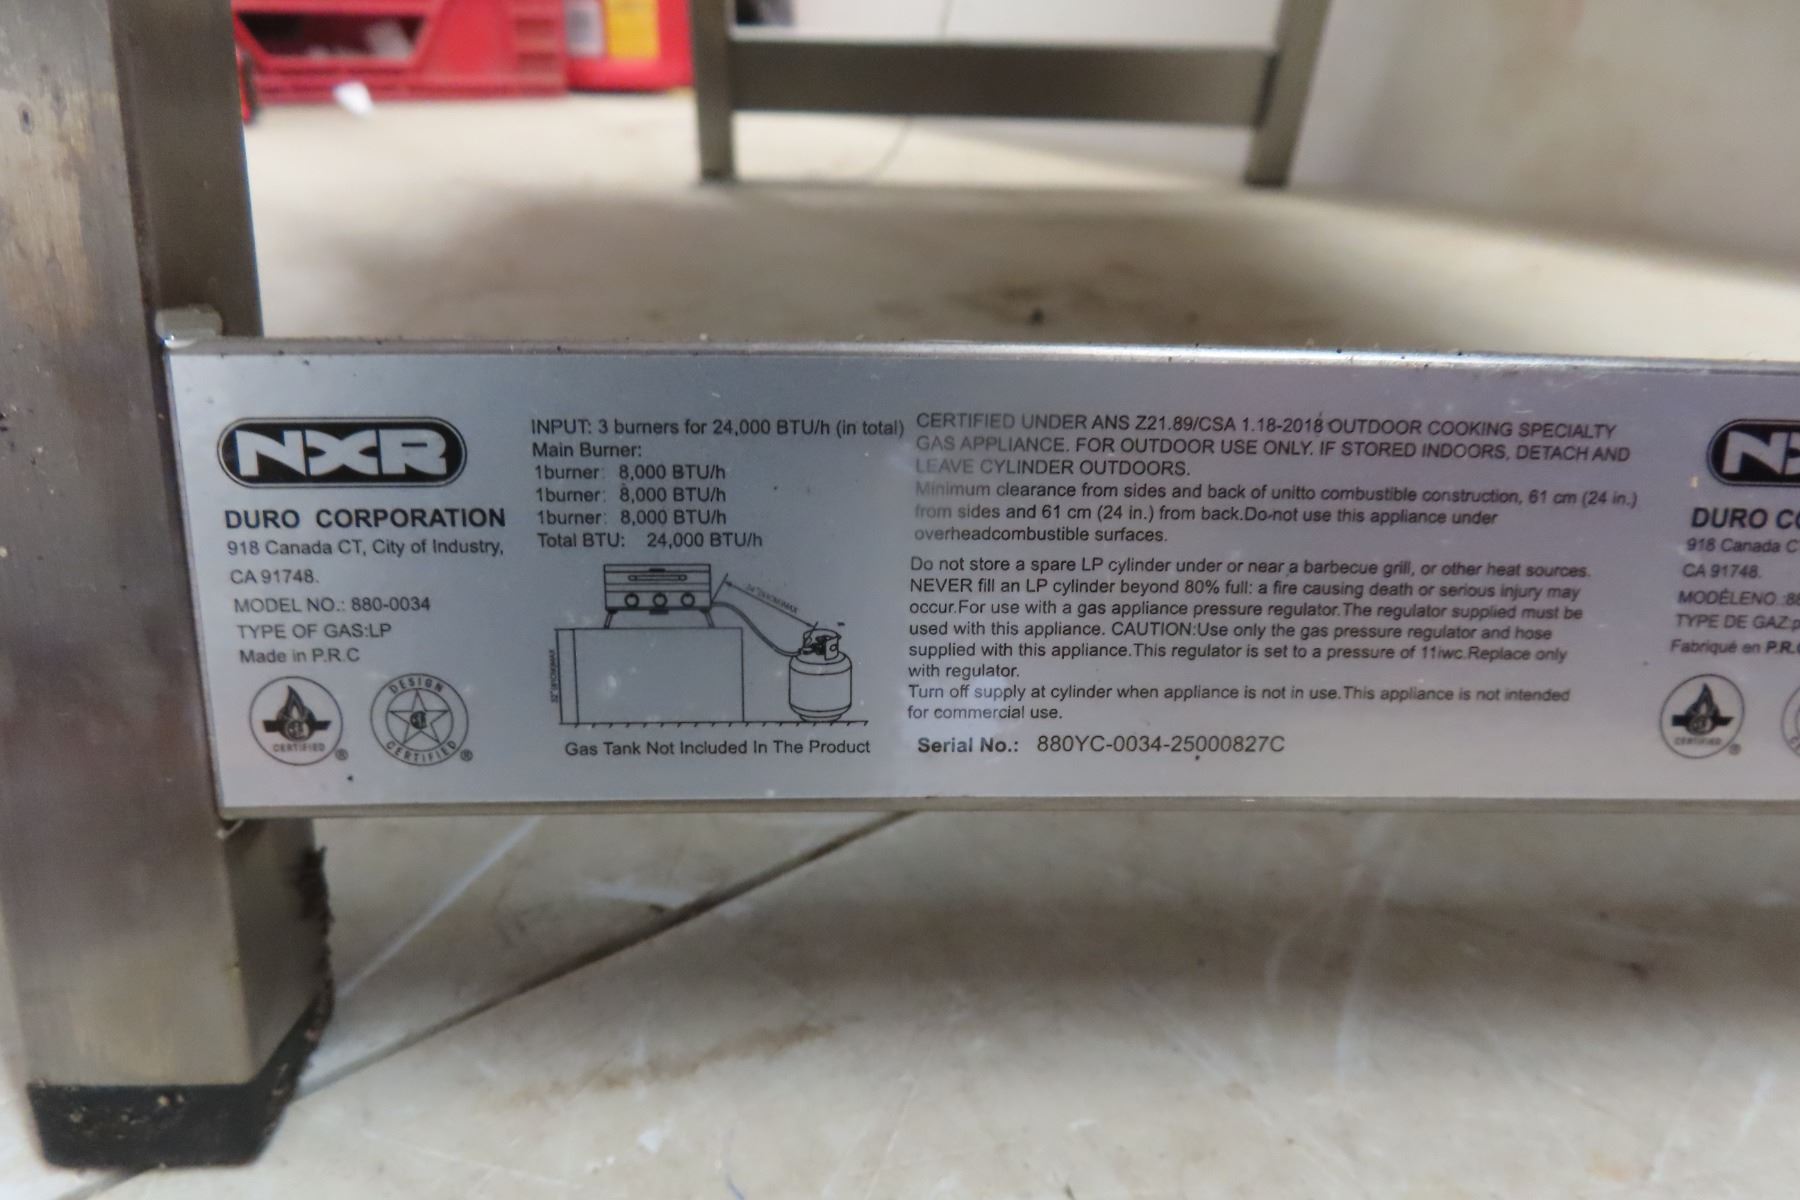 NXR
DURO CORPORATION
918 Canada CT, City of Industry,
CA 91748.
MODEL NO.: 880-0034
TYPE OF GAS:LP
Made in P.R.C
CERTIFIED ®
DESIGN
CERTIFIED ®
INPUT: 3 burners for 24,000 BTU/h (in total)
Main Burner:
1burner: 8,000 BTU/h
1burner: 8,000 BTU/h
1burner: 8,000 BTU/h
Total BTU: 24,000 BTU/h
Gas Tank Not Included In The Product
CERTIFIED UNDER ANS Z21.89/CSA 1.18-2018 OUTDOOR COOKING SPECIALTY
GAS APPLIANCE. FOR OUTDOOR USE ONLY. IF STORED INDOORS, DETACH AND
LEAVE CYLINDER OUTDOORS.
Minimum clearance from sides and back of unitto combustible construction, 61 cm (24 in.)
from sides and 61 cm (24 in.) from back.Do-not use this appliance under
overheadcombustible surfaces.
Do not store a spare LP cylinder under or near a barbecue grill, or other heat sources.
NEVER fill an LP cylinder beyond 80% full: a fire causing death or serious injury may
occur.For use with a gas appliance pressure regulator.The regulator supplied must be
used with this appliance. CAUTION:Use only the gas pressure regulator and hose
supplied with this appliance.This regulator is set to a pressure of 11iwc.Replace only
with regulator.
Turn off supply at cylinder when appliance is not in use.This appliance is not intended
for commercial use.
Serial No.: 880YC-0034-25000827C
DURO
918 Canada
CA 91748.
MODÈLENO.:
TYPE DE GAZ:
Fabriqué en P.R.
CERTIFIED ®